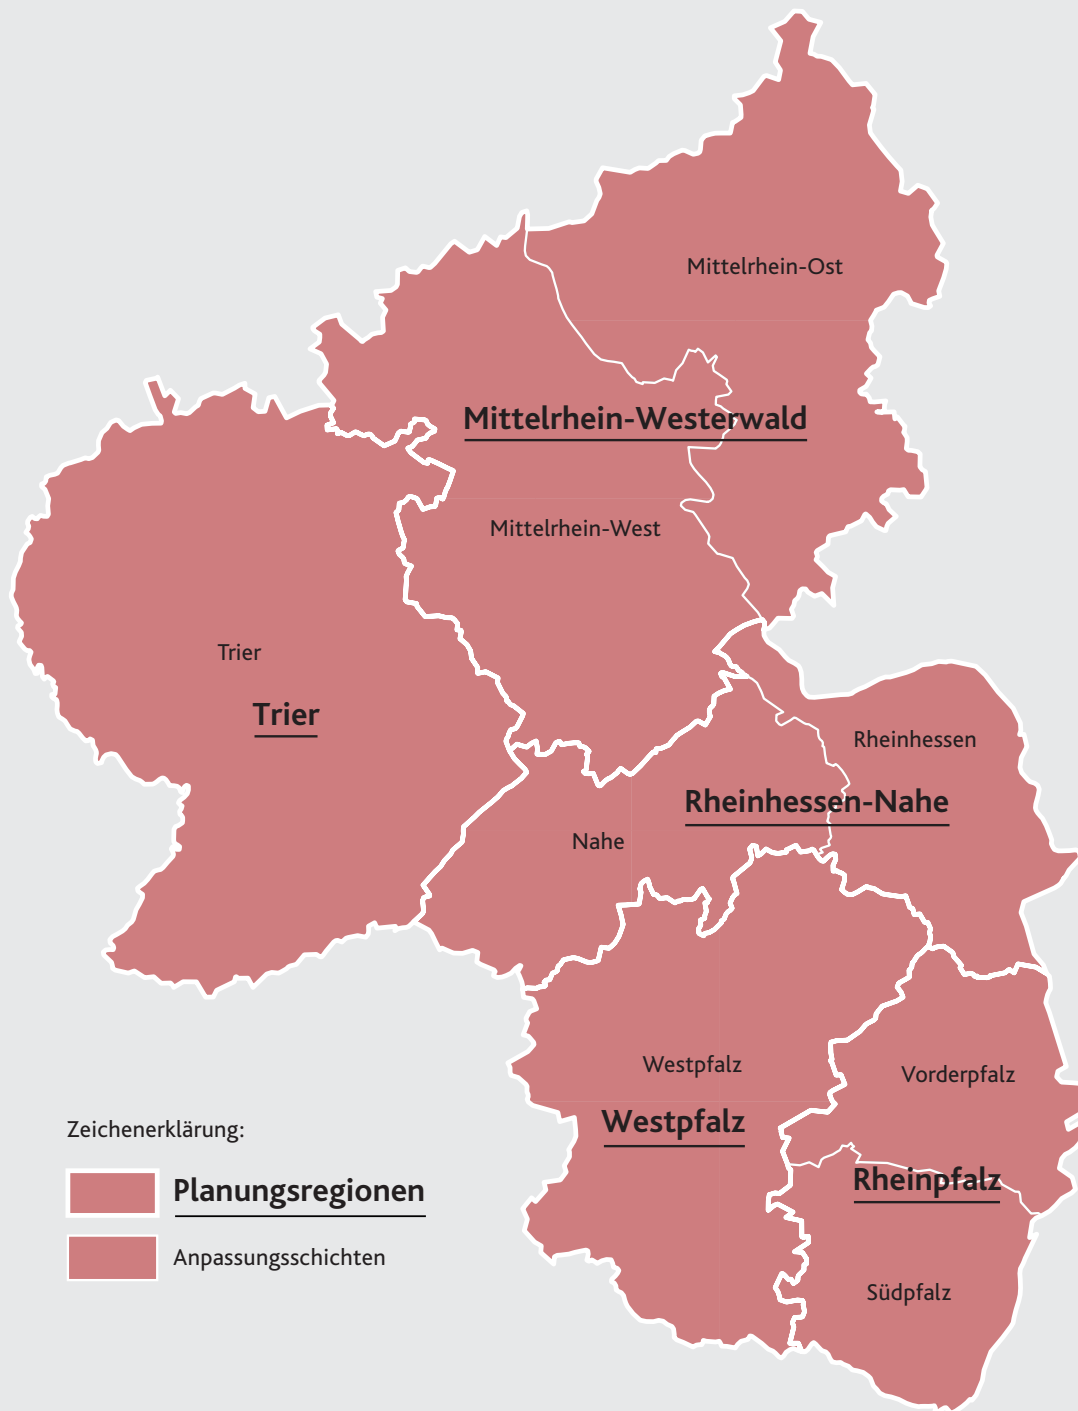 Mittelrhein-Ost
Mittelrhein-Westerwald
Mittelrhein-West
Trier
Trier
Rheinhessen
Rheinhessen-Nahe
Nahe
Westpfalz
Vorderpfalz
Westpfalz
Rheinpfalz
Südpfalz
Zeichenerklärung:
Planungsregionen
Anpassungsschichten